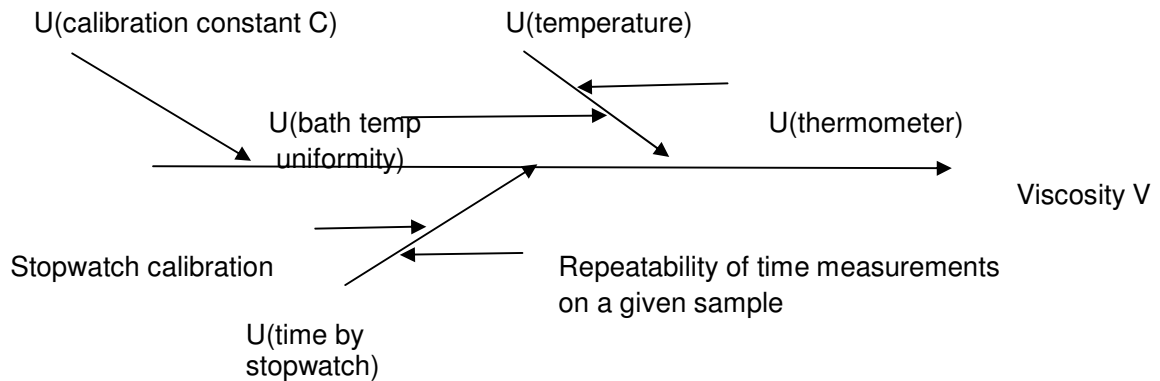 U(calibration constant C)
U(temperature)
U(bath temp
uniformity)
U(thermometer)
Viscosity V
Stopwatch calibration
Repeatability of time measurements
on a given sample
U(time by
stopwatch)